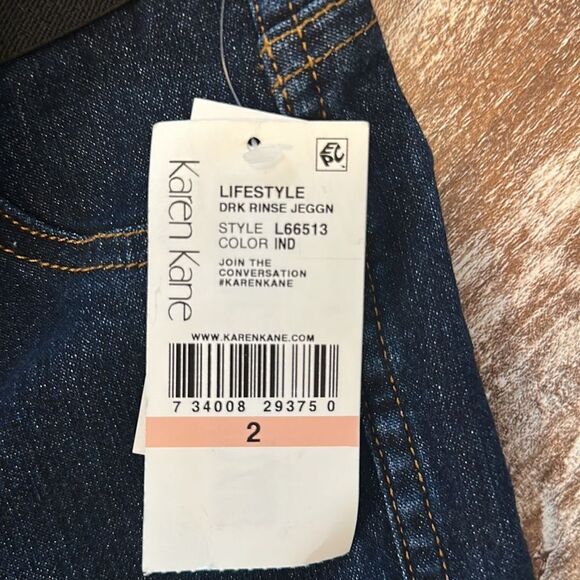 Karen Kane
LIFESTYLE
DRK RINSE JEGGN
STYLE L66513
COLOR IND
JOIN THE
CONVERSATION
#KARENKANE
WWW.KARENKANE.COM
7 34008 29375 0
2